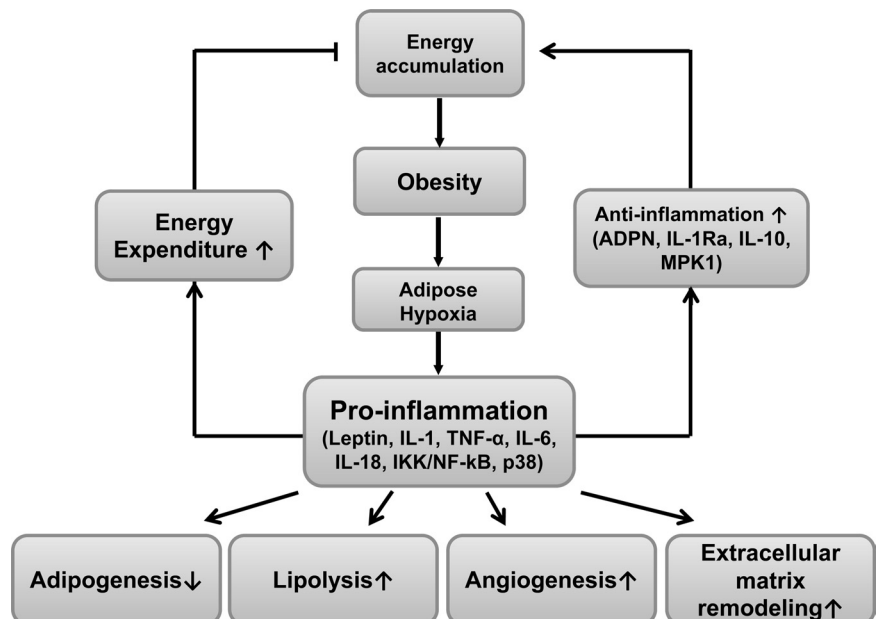 Energy
accumulation
Obesity
Energy
Expenditure ↑
Anti-inflammation ↑
(ADPN, IL-1Ra, IL-10,
MPK1)
Adipose
Hypoxia
Pro-inflammation
(Leptin, IL-1, TNF-α, IL-6,
IL-18, IKK/NF-kB, p38)
Adipogenesis↓
Lipolysis↑
Angiogenesis↑
Extracellular
matrix
remodeling↑